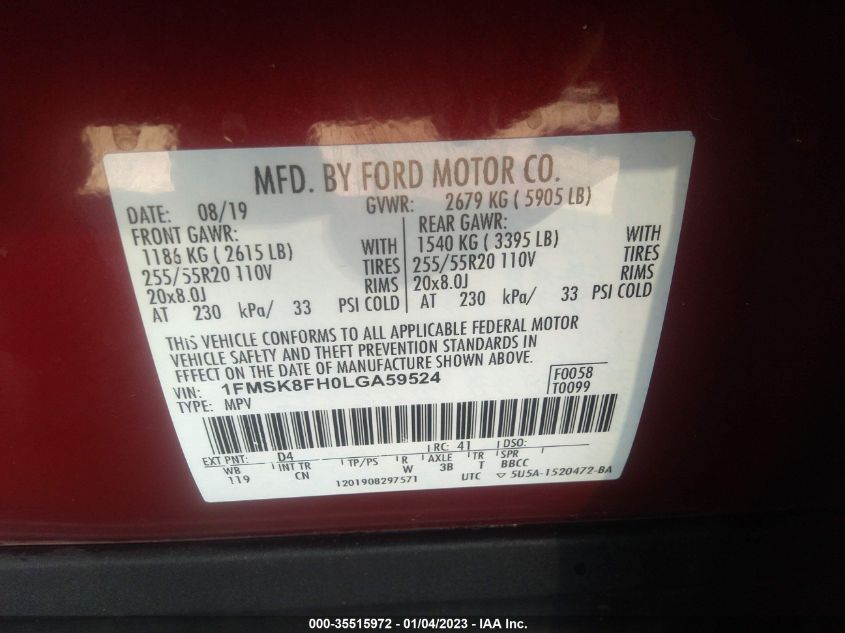 MFD. BY FORD MOTOR CO.
DATE: 08/19 GVWR: 2679 KG ( 5905 LB)
FRONT GAWR: REAR GAWR:
1186 KG ( 2615 LB) WITH 1540 KG ( 3395 LB) WITH
255/55R20 110V TIRES 255/55R20 110V TIRES
20x8.0J RIMS 20x8.0J RIMS
AT 230 kPa/ 33 PSI COLD AT 230 kPa/ 33 PSI COLD
THIS VEHICLE CONFORMS TO ALL APPLICABLE FEDERAL MOTOR
VEHICLE SAFETY AND THEFT PREVENTION STANDARDS IN
EFFECT ON THE DATE OF MANUFACTURE SHOWN ABOVE.
VIN: 1FMSK8FH0LGA59524 F0058
TYPE: MPV T0099
EXT PNT: D4 RC: 41 DSO:
WB INT TR TP/PS R AXLE TR SPR
119 CN W 3B T BBCC
1201908297571 UTC ▽ 5U5A-1520472-BA
000-35515972 - 01/04/2023 - IAA Inc.